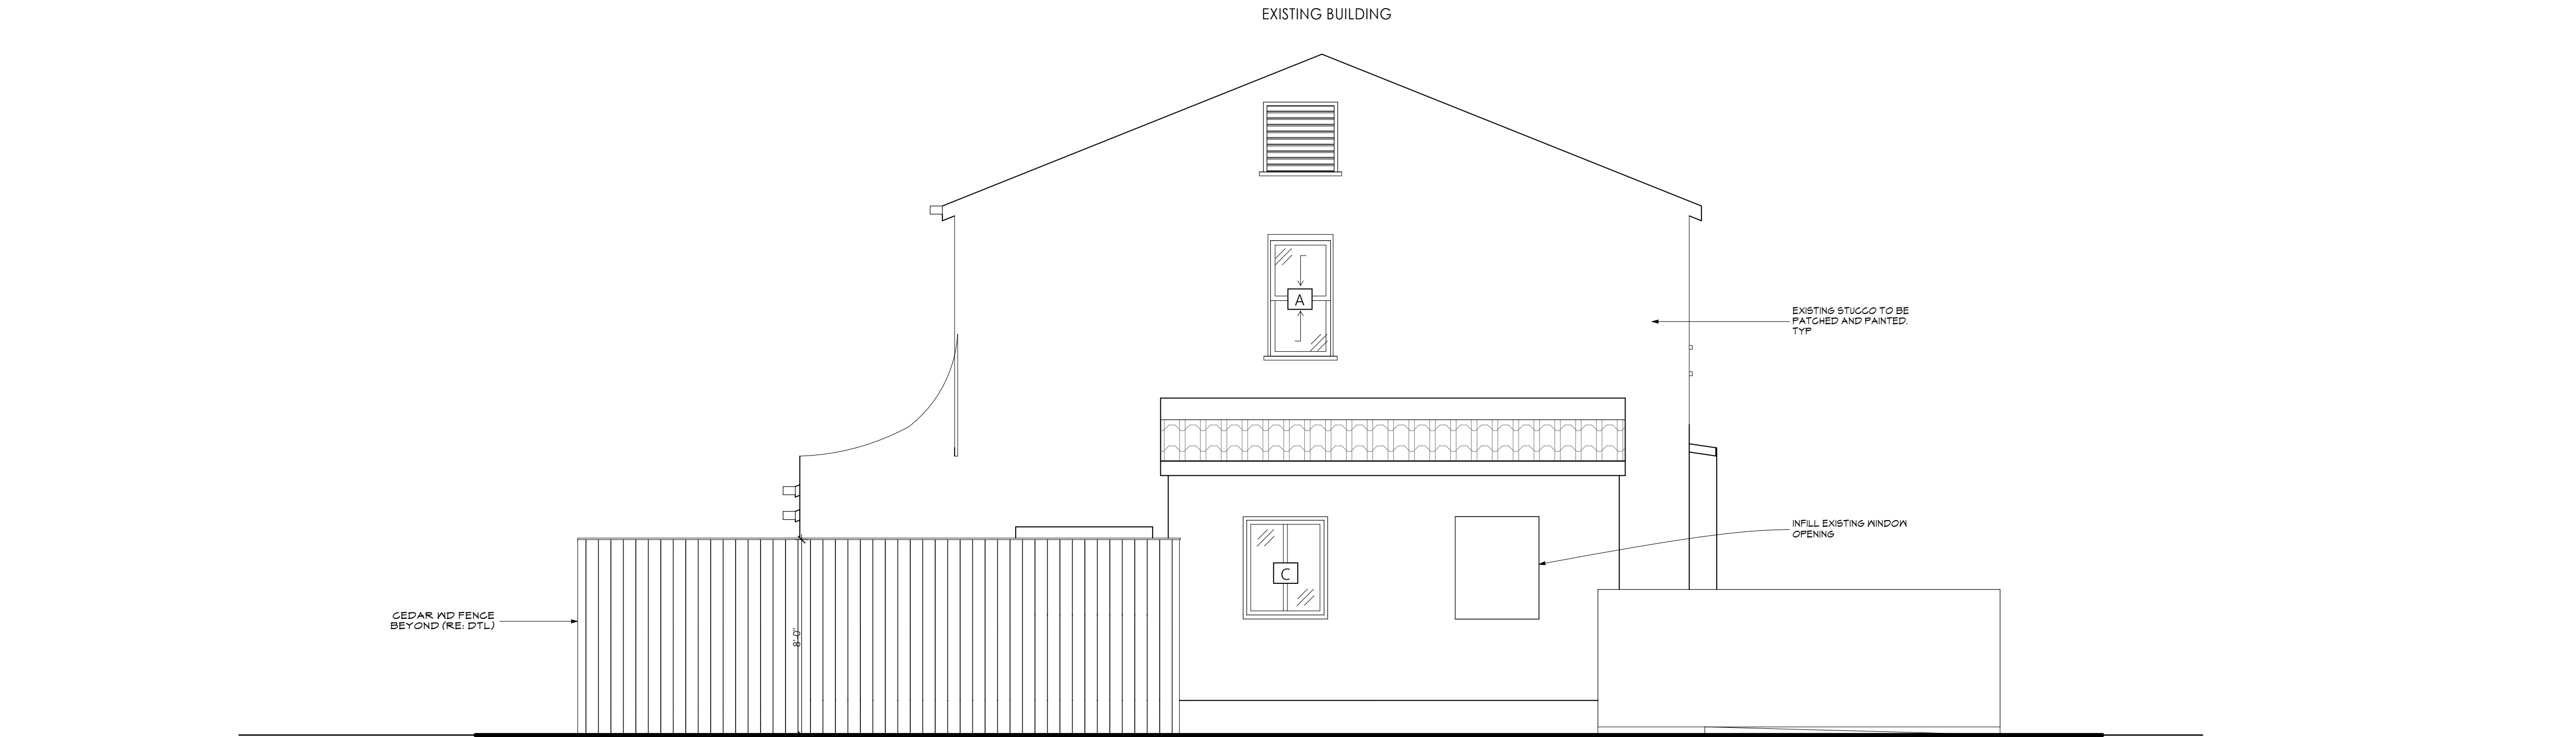 EXISTING BUILDING
A
EXISTING STUCCO TO BE
PATCHED AND PAINTED.
TYP
INFILL EXISTING WINDOW
OPENING
C
CEDAR WD FENCE
BEYOND (RE: DTL)
8'-0"